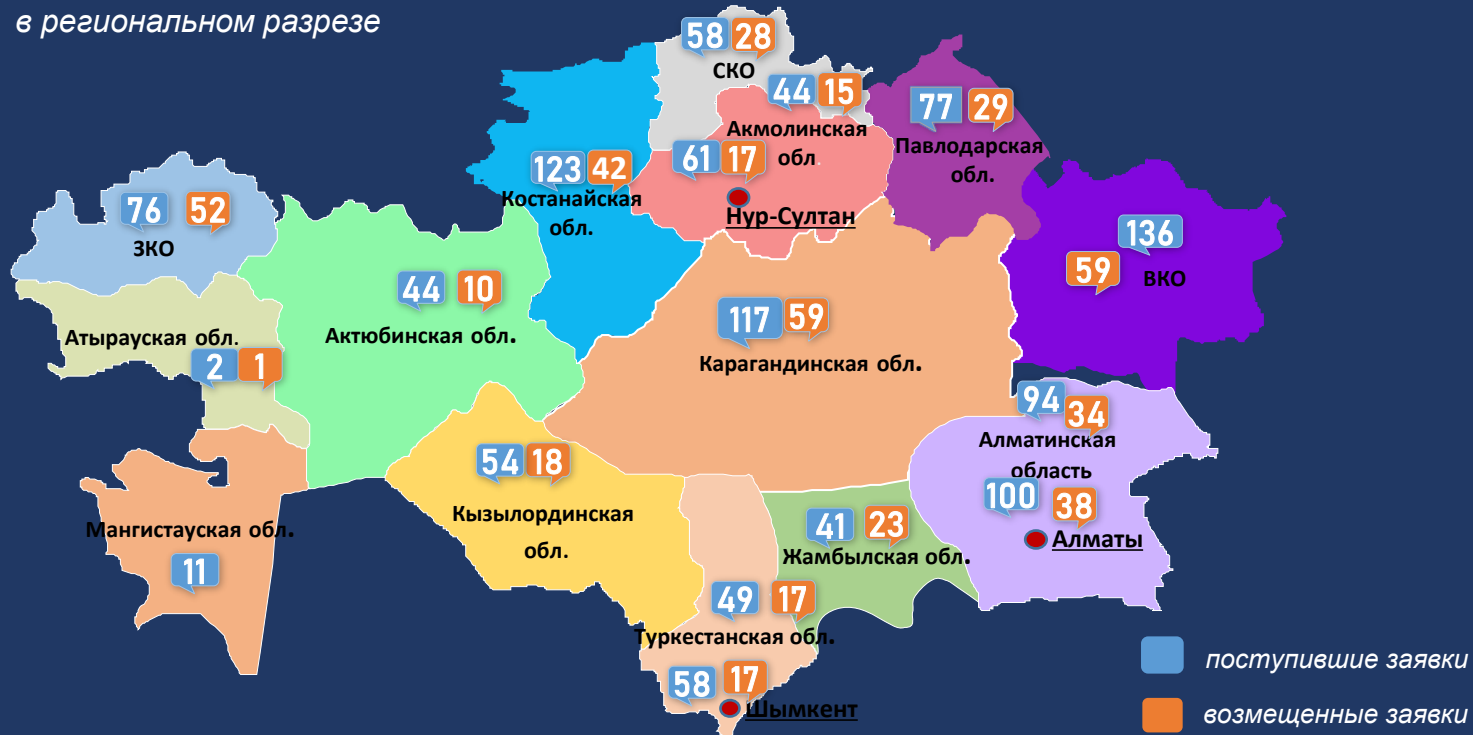 в региональном разрезе
58 28
СКО
44 15
Акмолинская
обл.
61 17
Нур-Султан
77 29
Павлодарская
обл.
123 42
Костанайская
обл.
76 52
ЗКО
136
59
ВКО
44 10
Актюбинская обл.
Атырауская обл.
2 1
117 59
Карагандинская обл.
94 34
Алматинская
область
100 38
Алматы
54 18
Кызылординская
обл.
41 23
Жамбылская обл.
Мангистауская обл.
11
49 17
Туркестанская обл.
58 17
Шымкент
поступившие заявки
возмещенные заявки